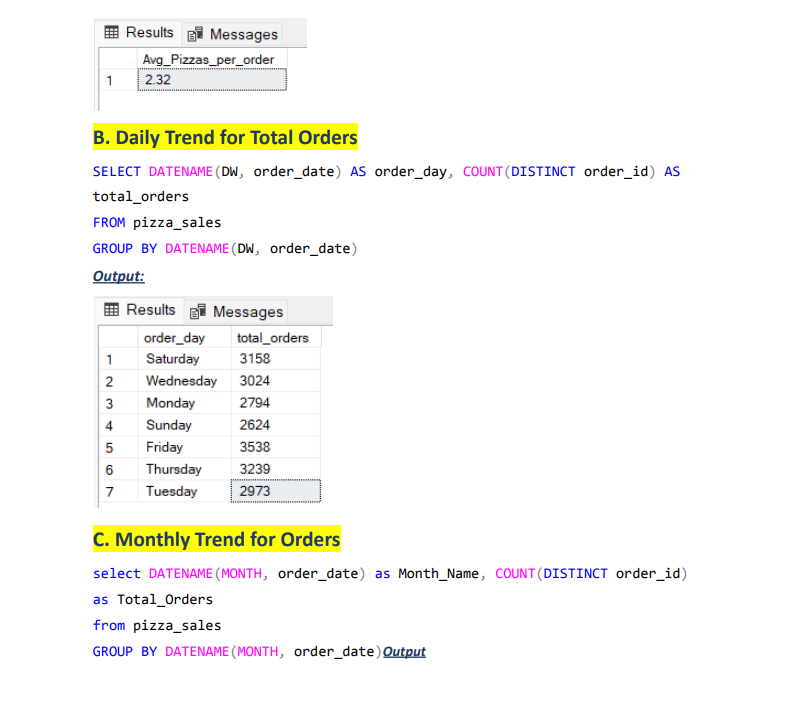 Results Messages
Avg_Pizzas_per_order
1 2.32
B. Daily Trend for Total Orders
SELECT DATENAME(DW, order_date) AS order_day, COUNT(DISTINCT order_id) AS
total_orders
FROM pizza_sales
GROUP BY DATENAME(DW, order_date)
Output:
Results Messages
order_day total_orders
1 Saturday 3158
2 Wednesday 3024
3 Monday 2794
4 Sunday 2624
5 Friday 3538
6 Thursday 3239
7 Tuesday 2973
C. Monthly Trend for Orders
select DATENAME(MONTH, order_date) as Month_Name, COUNT(DISTINCT order_id)
as Total_Orders
from pizza_sales
GROUP BY DATENAME(MONTH, order_date)Output